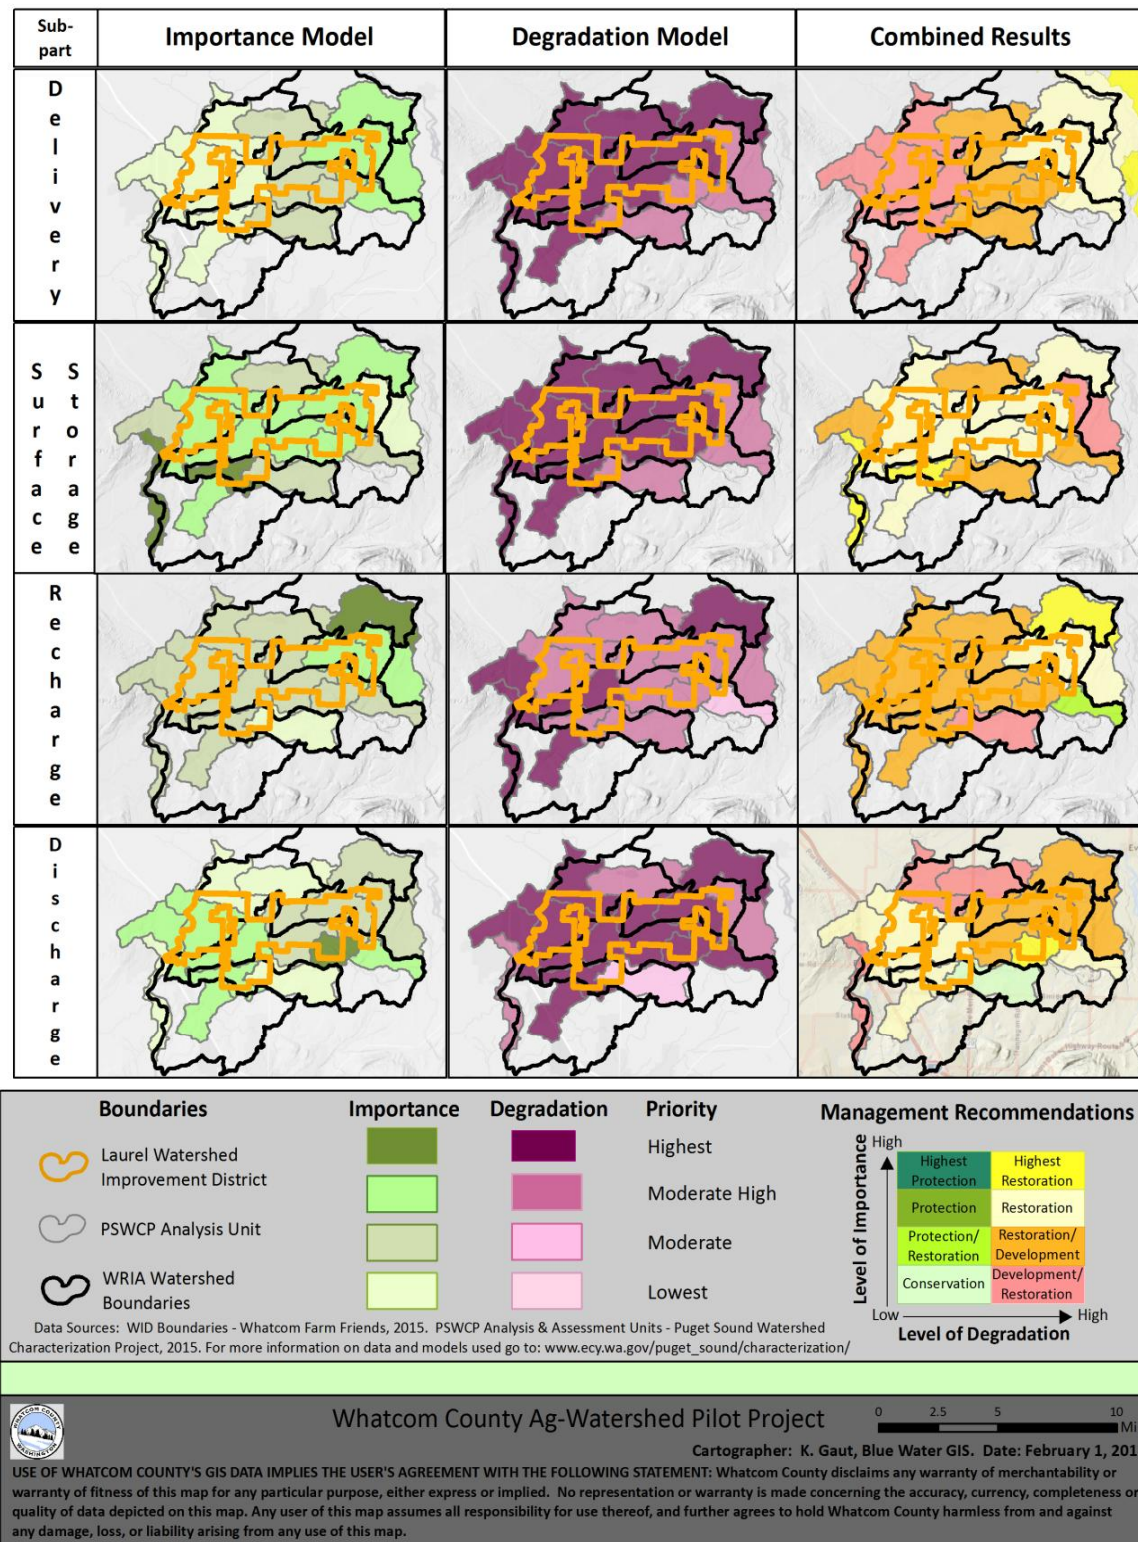 Sub-
part
Importance Model
Degradation Model
Combined Results
Delivery
Surface
Storage
Recharge
Discharge
Boundaries
Importance
Degradation
Priority
Management Recommendations
Laurel Watershed
Improvement District
PSWCP Analysis Unit
WRIA Watershed
Boundaries
Highest
Moderate High
Moderate
Lowest
Level of Importance
High
Highest
Protection
Highest
Restoration
Protection
Restoration
Protection/
Restoration
Restoration/
Development
Conservation
Development/
Restoration
Low
High
Level of Degradation
Data Sources: WID Boundaries - Whatcom Farm Friends, 2015. PSWCP Analysis & Assessment Units - Puget Sound Watershed
Characterization Project, 2015. For more information on data and models used go to: www.ecy.wa.gov/puget_sound/characterization/
WHATCOM COUNTY
WASHINGTON
Whatcom County Ag-Watershed Pilot Project
0 2.5 5 10
Mi
Cartographer: K. Gaut, Blue Water GIS. Date: February 1, 201
USE OF WHATCOM COUNTY'S GIS DATA IMPLIES THE USER'S AGREEMENT WITH THE FOLLOWING STATEMENT: Whatcom County disclaims any warranty of merchantability or
warranty of fitness of this map for any particular purpose, either express or implied. No representation or warranty is made concerning the accuracy, currency, completeness or
quality of data depicted on this map. Any user of this map assumes all responsibility for use thereof, and further agrees to hold Whatcom County harmless from and against
any damage, loss, or liability arising from any use of this map.